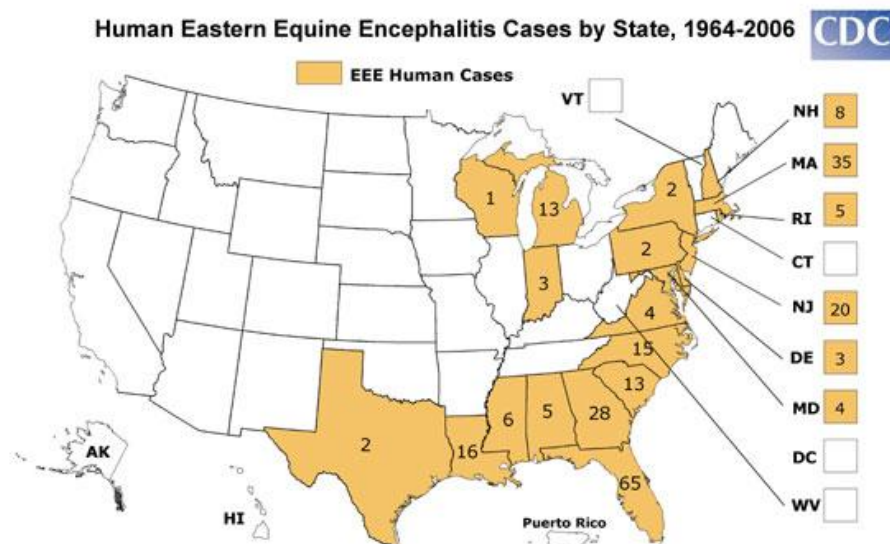 Human Eastern Equine Encephalitis Cases by State, 1964-2006
CDC
EEE Human Cases
VT
NH 8
MA 35
RI 5
CT
NJ 20
DE 3
MD 4
DC
WV
1
13
2
2
3
4
15
13
6
5
28
2
16
65
AK
HI
Puerto Rico